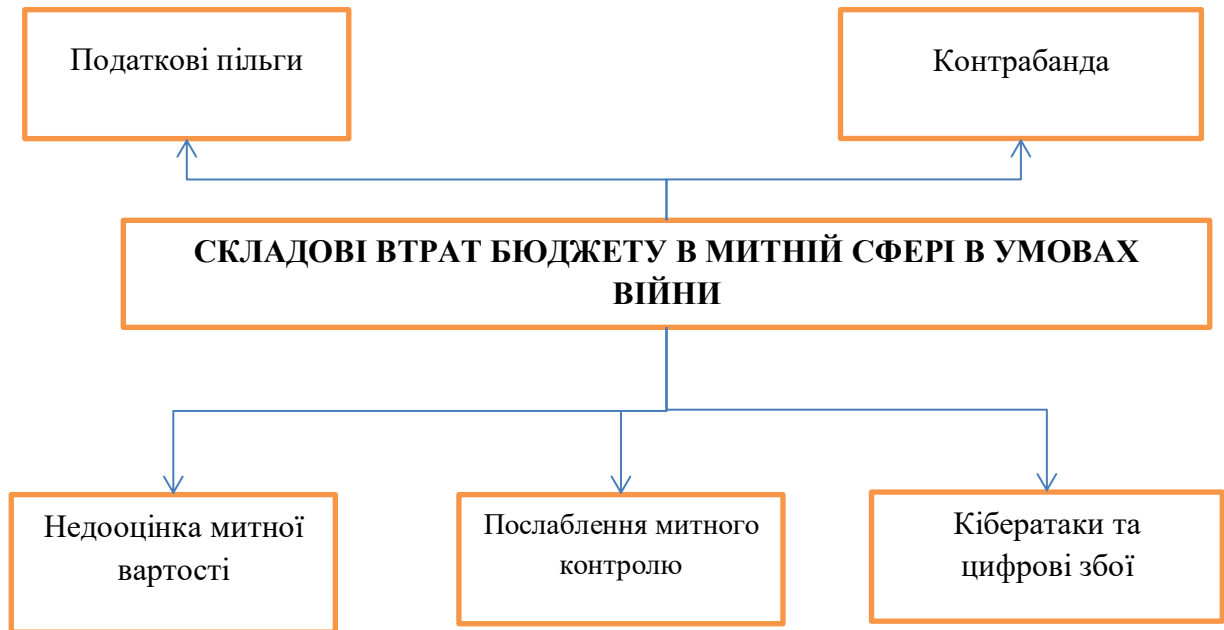 Податкові пільги
Контрабанда
СКЛАДОВІ ВТРАТ БЮДЖЕТУ В МИТНІЙ СФЕРІ В УМОВАХ
ВІЙНИ
Недооцінка митної
вартості
Послаблення митного
контролю
Кібератаки та
цифрові збої